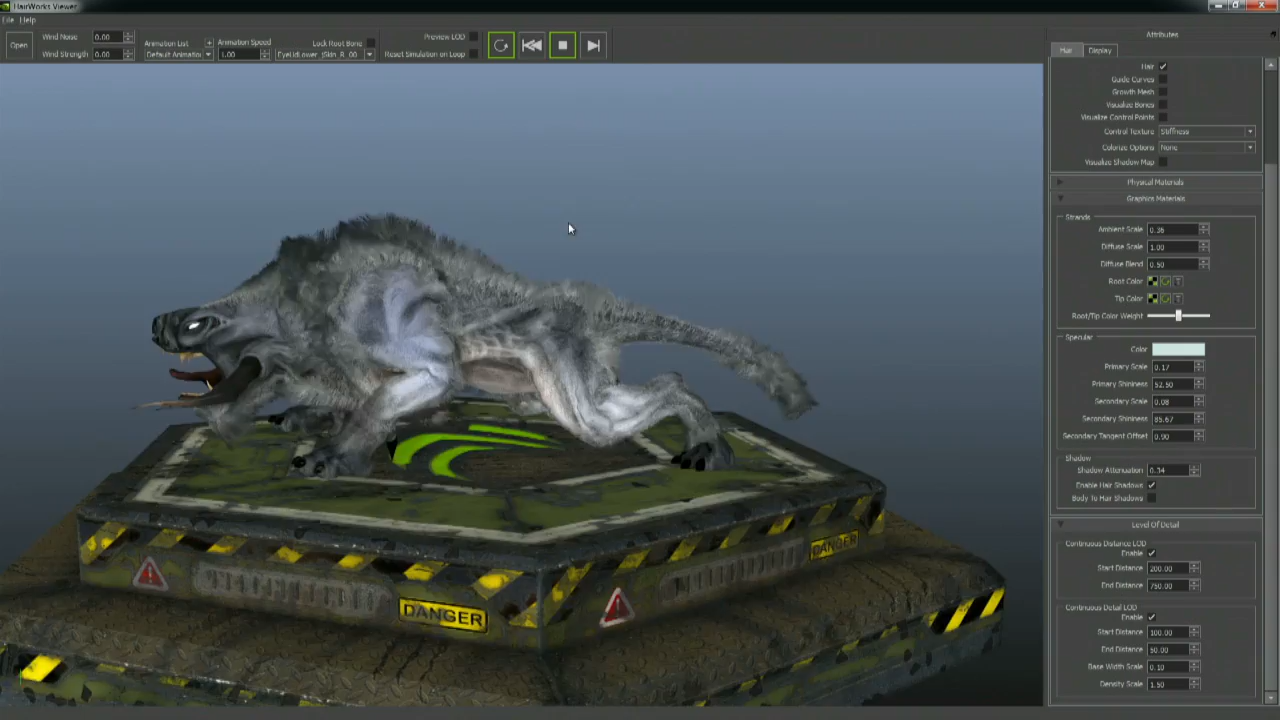 HairWorks Viewer
File Help
Open
Wind Noise 0.00
Wind Strength 0.00
Animation List +
Default Animation
Animation Speed
1.00
Lock Root Bone
Preview LOD
Reset Simulation on Loop
Attributes
Hair Display
Hair
Guide Curves
Growth Mesh
Visualize Bones
Visualize Control Points
Control Texture Stiffness
Colorize Options None
Visualize Shadow Map
Physical Materials
Graphics Materials
Strands
Ambient Scale 0.36
Diffuse Scale 1.00
Diffuse Blend 0.50
Root Color
Tip Color
Root/Tip Color Weight
Specular
Color
Primary Scale 0.17
Primary Shininess 52.50
Secondary Scale 0.08
Secondary Shininess 85.67
Secondary Tangent Offset 0.90
Shadow
Shadow Attenuation 0.34
Enable Hair Shadows
Body To Hair Shadows
Level Of Detail
Continuous Distance LOD
Enable
Start Distance 200.00
End Distance 750.00
Continuous Detail LOD
Enable
Start Distance 100.00
End Distance 50.00
Base Width Scale 0.10
Density Scale 1.50
DANGER
DANGER